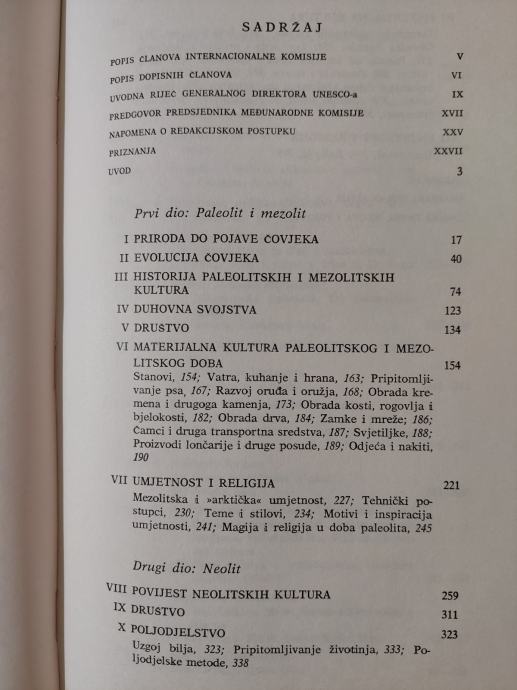 SADRŽAJ
POPIS ČLANOVA INTERNACIONALNE KOMISIJE V
POPIS DOPISNIH ČLANOVA VI
UVODNA RIJEČ GENERALNOG DIREKTORA UNESCO-a IX
PREDGOVOR PREDSJEDNIKA MEĐUNARODNE KOMISIJE XVII
NAPOMENA O REDAKCIJSKOM POSTUPKU XXV
PRIZNANJA XXVII
UVOD 3
Prvi dio: Paleolit i mezolit
I PRIRODA DO POJAVE ČOVJEKA 17
II EVOLUCIJA ČOVJEKA 40
III HISTORIJA PALEOLITSKIH I MEZOLITSKIH
KULTURA 74
IV DUHOVNA SVOJSTVA 123
V DRUŠTVO 134
VI MATERIJALNA KULTURA PALEOLITSKOG I MEZO-
LITSKOG DOBA 154
Stanovi, 154; Vatra, kuhanje i hrana, 163; Pripitomlji-
vanje psa, 167; Razvoj oruđa i oružja, 168; Obrada kre-
mena i drugoga kamenja, 173; Obrada kosti, rogovlja i
bjelokosti, 182; Obrada drva, 184; Zamke i mreže; 186;
Čamci i druga transportna sredstva, 187; Svjetiljke, 188;
Proizvodi lončarije i druge posude, 189; Odjeća i nakiti,
190
VII UMJETNOST I RELIGIJA 221
Mezolitska i »arktička« umjetnost, 227; Tehnički po-
stupci, 230; Teme i stilovi, 234; Motivi i inspiracija
umjetnosti, 241; Magija i religija u doba paleolita, 245
Drugi dio: Neolit
VIII POVIJEST NEOLITSKIH KULTURA 259
IX DRUŠTVO 311
X POLJODJELSTVO 323
Uzgoj bilja, 323; Pripitomljivanje životinja, 333; Po-
ljodjelske metode, 338